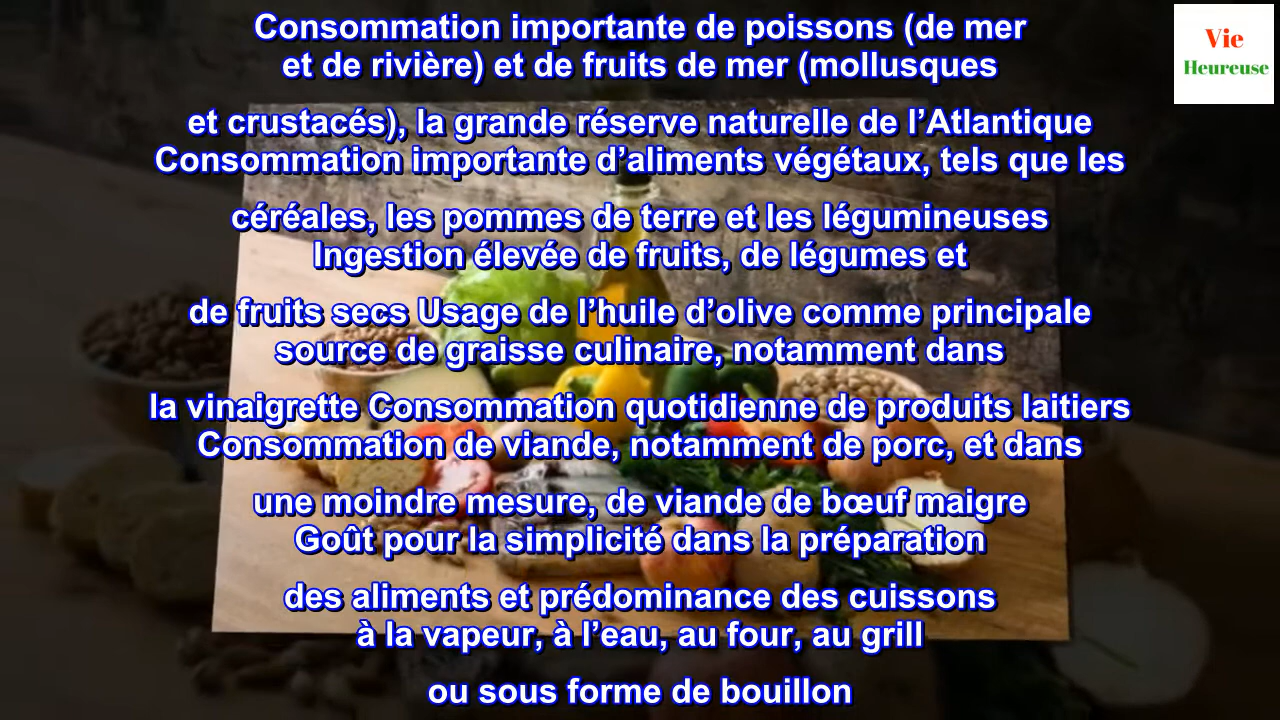 Consommation importante de poissons (de mer
et de rivière) et de fruits de mer (mollusques
et crustacés), la grande réserve naturelle de l’Atlantique
Consommation importante d’aliments végétaux, tels que les
céréales, les pommes de terre et les légumineuses
Ingestion élevée de fruits, de légumes et
de fruits secs Usage de l’huile d’olive comme principale
source de graisse culinaire, notamment dans
la vinaigrette Consommation quotidienne de produits laitiers
Consommation de viande, notamment de porc, et dans
une moindre mesure, de viande de bœuf maigre
Goût pour la simplicité dans la préparation
des aliments et prédominance des cuissons
à la vapeur, à l’eau, au four, au grill
ou sous forme de bouillon
Vie
Heureuse